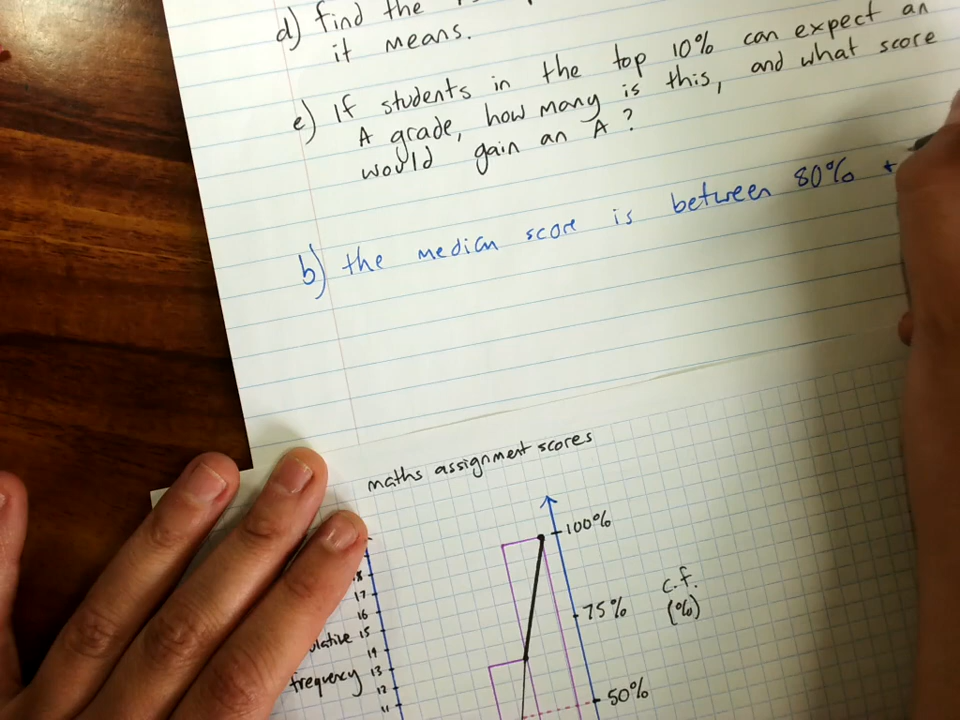 d) find the
it means.
e) If students in the top 10% can expect an
A grade, how many is this, and what score
would gain an A?
b) the median score is between 80% +
maths assignment scores
100%
18
17
16
75%
c.f.
(%)
15
14
frequency
13
12
11
50%